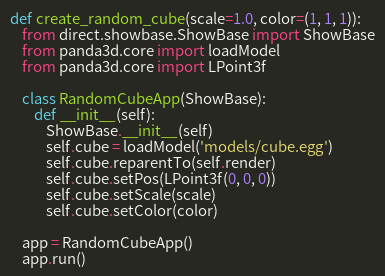 def create_random_cube(scale=1.0, color=(1, 1, 1)):
from direct.showbase.ShowBase import ShowBase
from panda3d.core import loadModel
from panda3d.core import LPoint3f
class RandomCubeApp(ShowBase):
def __init__(self):
ShowBase.__init__(self)
self.cube = loadModel('models/cube.egg')
self.cube.reparentTo(self.render)
self.cube.setPos(LPoint3f(0, 0, 0))
self.cube.setScale(scale)
self.cube.setColor(color)
app = RandomCubeApp()
app.run()